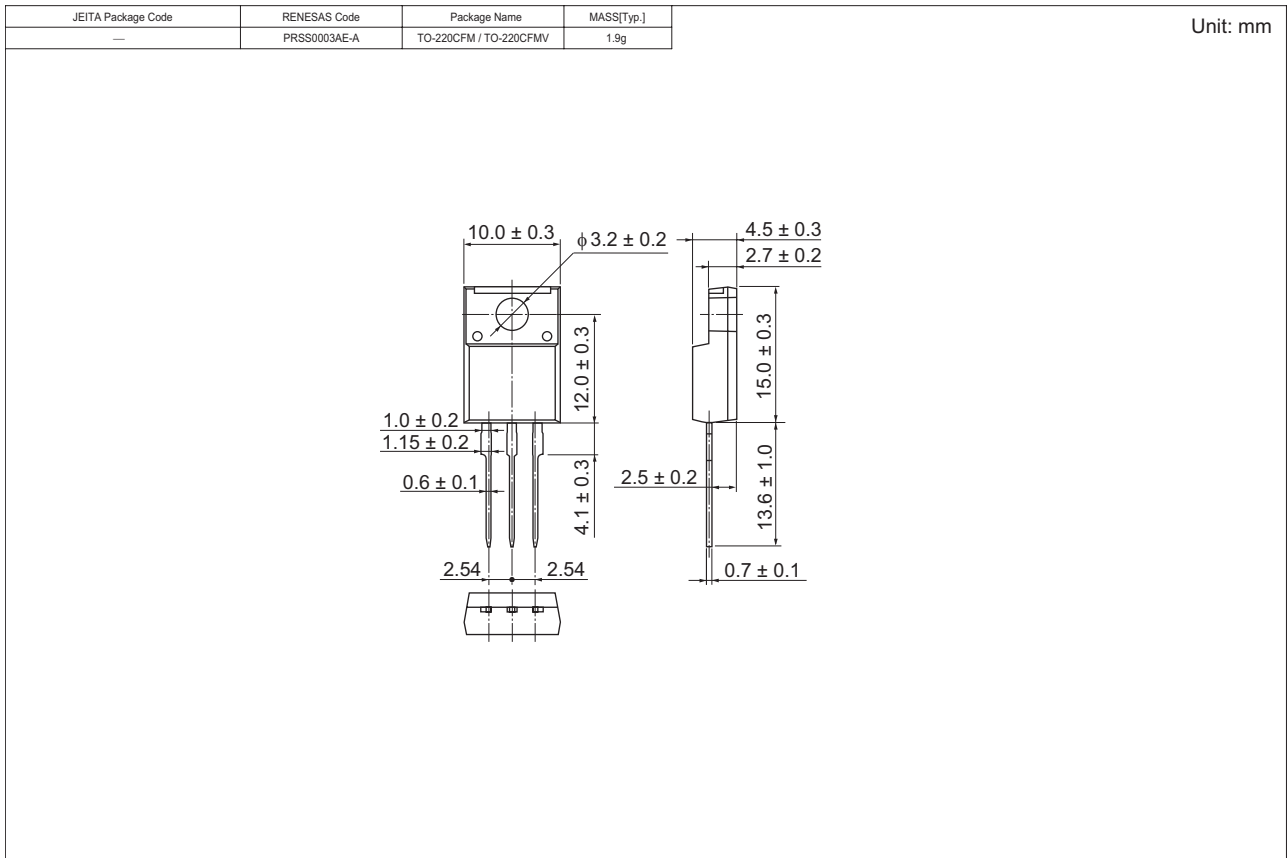 JEITA Package Code RENESAS Code Package Name MASS[Typ.]
— PRSS0003AE-A TO-220CFM / TO-220CFMV 1.9g
Unit: mm
10.0 ± 0.3
ϕ 3.2 ± 0.2
4.5 ± 0.3
2.7 ± 0.2
12.0 ± 0.3
15.0 ± 0.3
1.0 ± 0.2
1.15 ± 0.2
0.6 ± 0.1
4.1 ± 0.3
2.5 ± 0.2
13.6 ± 1.0
2.54 2.54
0.7 ± 0.1